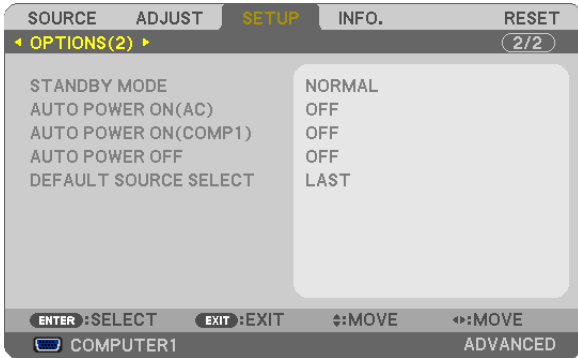 SOURCE ADJUST SETUP INFO. RESET
OPTIONS(2) 2/2
STANDBY MODE NORMAL
AUTO POWER ON(AC) OFF
AUTO POWER ON(COMP1) OFF
AUTO POWER OFF OFF
DEFAULT SOURCE SELECT LAST
ENTER :SELECT EXIT :EXIT :MOVE :MOVE
COMPUTER1 ADVANCED